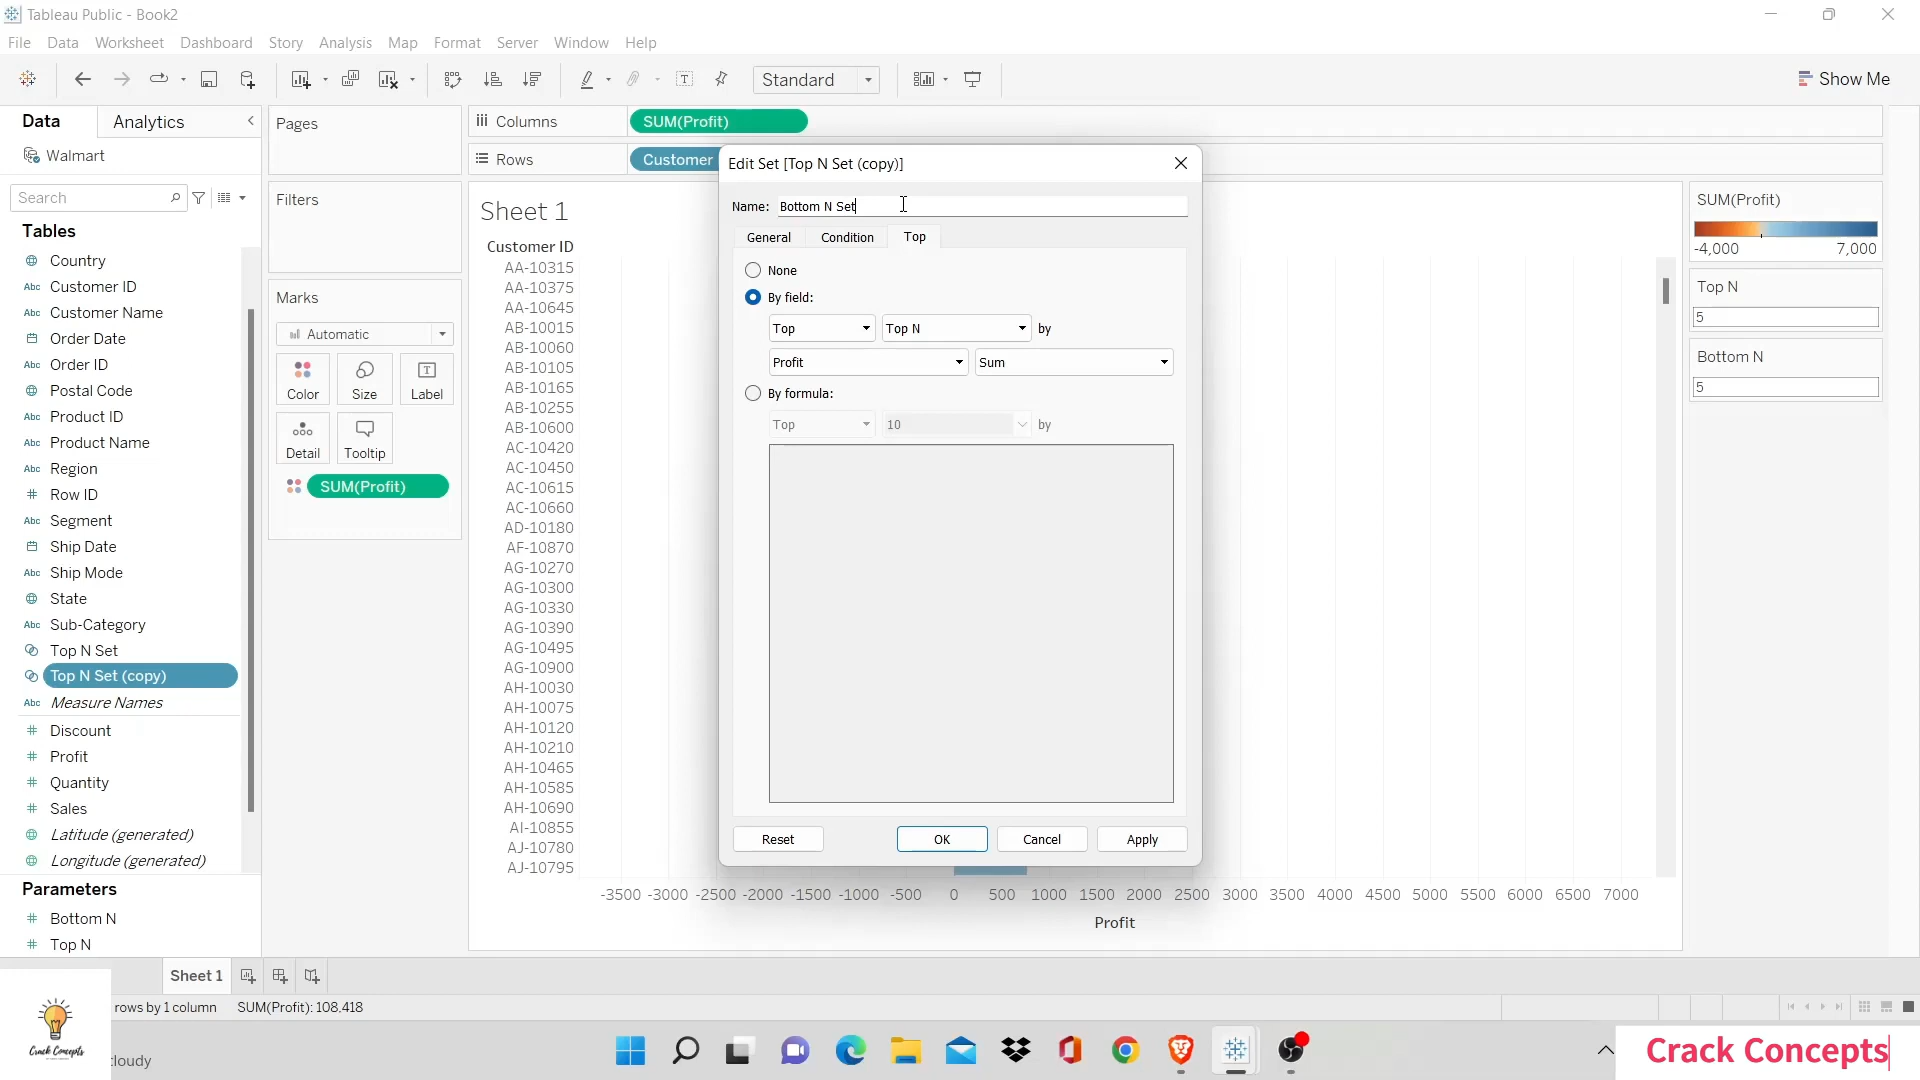 Tableau Public - Book2
File Data Worksheet Dashboard Story Analysis Map Format Server Window Help
Standard
Show Me
Data
Analytics
Walmart
Search
Tables
Country
Abc Customer ID
Abc Customer Name
Order Date
Abc Order ID
Postal Code
Abc Product ID
Abc Product Name
Abc Region
# Row ID
Abc Segment
Ship Date
Abc Ship Mode
State
Abc Sub-Category
Top N Set
Top N Set (copy)
Abc Measure Names
# Discount
# Profit
# Quantity
# Sales
Latitude (generated)
Longitude (generated)
Parameters
# Bottom N
# Top N
Pages
Filters
Marks
Automatic
Color
Size
Label
Detail
Tooltip
SUM(Profit)
Columns
SUM(Profit)
Rows
Customer
Sheet 1
Customer ID
AA-10315
AA-10375
AA-10645
AB-10015
AB-10060
AB-10105
AB-10165
AB-10255
AB-10600
AC-10420
AC-10450
AC-10615
AC-10660
AD-10180
AF-10870
AG-10270
AG-10300
AG-10330
AG-10390
AG-10495
AG-10900
AH-10030
AH-10075
AH-10120
AH-10210
AH-10465
AH-10585
AH-10690
AI-10855
AJ-10780
AJ-10795
-3500 -3000 -2500 -2000 -1500 -1000 -500 0 500 1000 1500 2000 2500 3000 3500 4000 4500 5000 5500 6000 6500 7000
Profit
Edit Set [Top N Set (copy)]
Name: Bottom N Set
General
Condition
Top
None
By field:
Top
Top N
by
Profit
Sum
By formula:
Top
10
by
Reset
OK
Cancel
Apply
SUM(Profit)
-4,000
7,000
Top N
5
Bottom N
5
Sheet 1
rows by 1 column
SUM(Profit): 108,418
Crack Concepts
cloudy
Crack Concepts